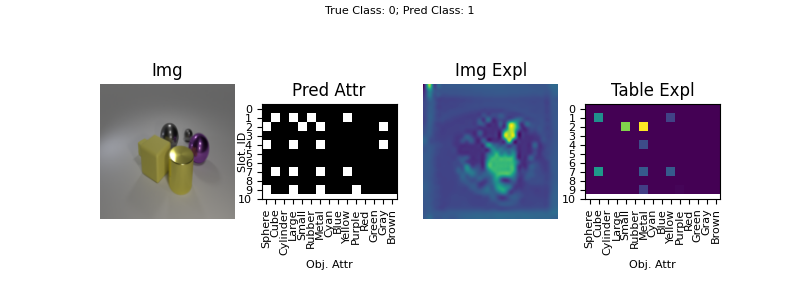 True Class: 0; Pred Class: 1
Img
Pred Attr
Img Expl
Table Expl
Slot. ID
0
1
2
3
4
5
6
7
8
9
10
0
1
2
3
4
5
6
7
8
9
10
Sphere
Cube
Cylinder
Large
Small
Rubber
Metal
Cyan
Blue
Yellow
Purple
Red
Green
Gray
Brown
Sphere
Cube
Cylinder
Large
Small
Rubber
Metal
Cyan
Blue
Yellow
Purple
Red
Green
Gray
Brown
Obj. Attr
Obj. Attr